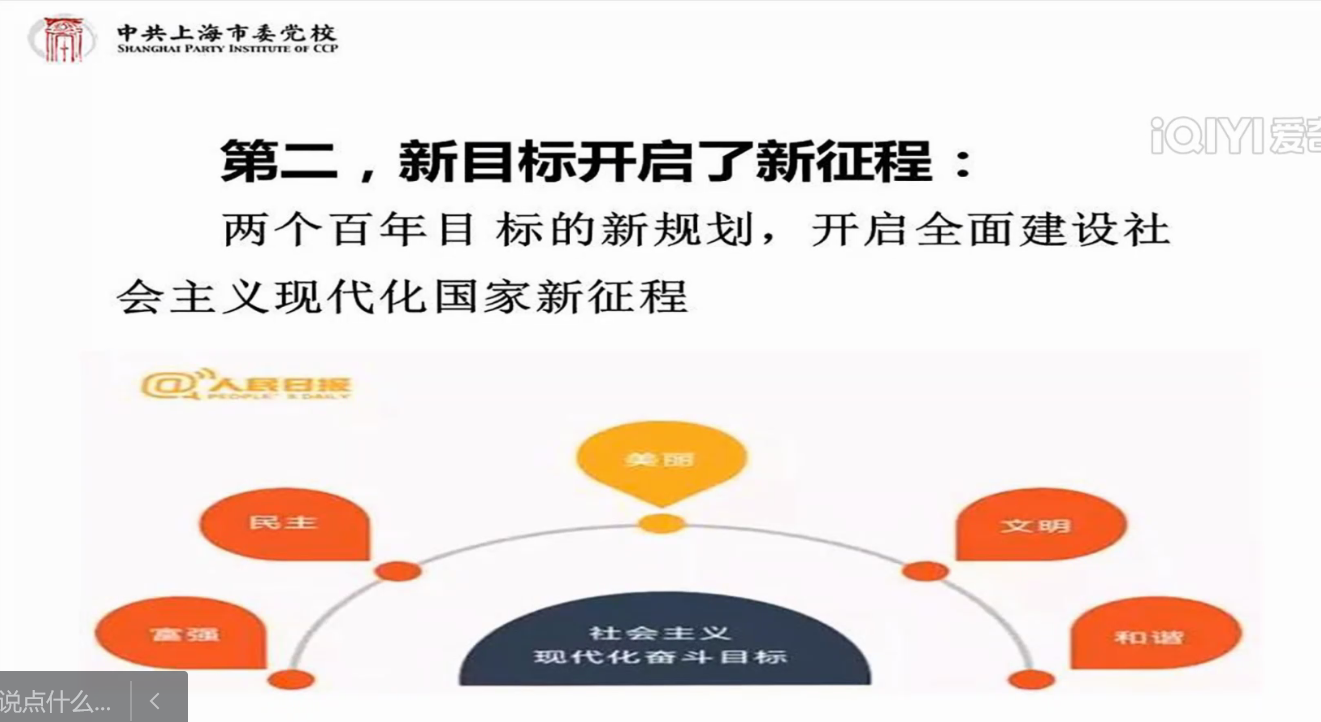 中共上海市委党校
SHANGHAI PARTY INSTITUTE OF CCP
iQIYI 爱奇
第二，新目标开启了新征程：
两个百年目 标的新规划，开启全面建设社
会主义现代化国家新征程
@人民日报
PEOPLE'S DAILY
美丽
民主
文明
富强
和谐
社会主义
现代化奋斗目标
说点什么...